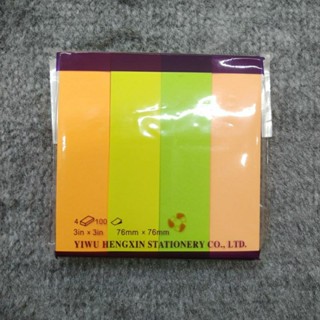 4 100
3in × 3in 76mm × 76mm
YIWU HENGXIN STATIONERY CO., LTD.